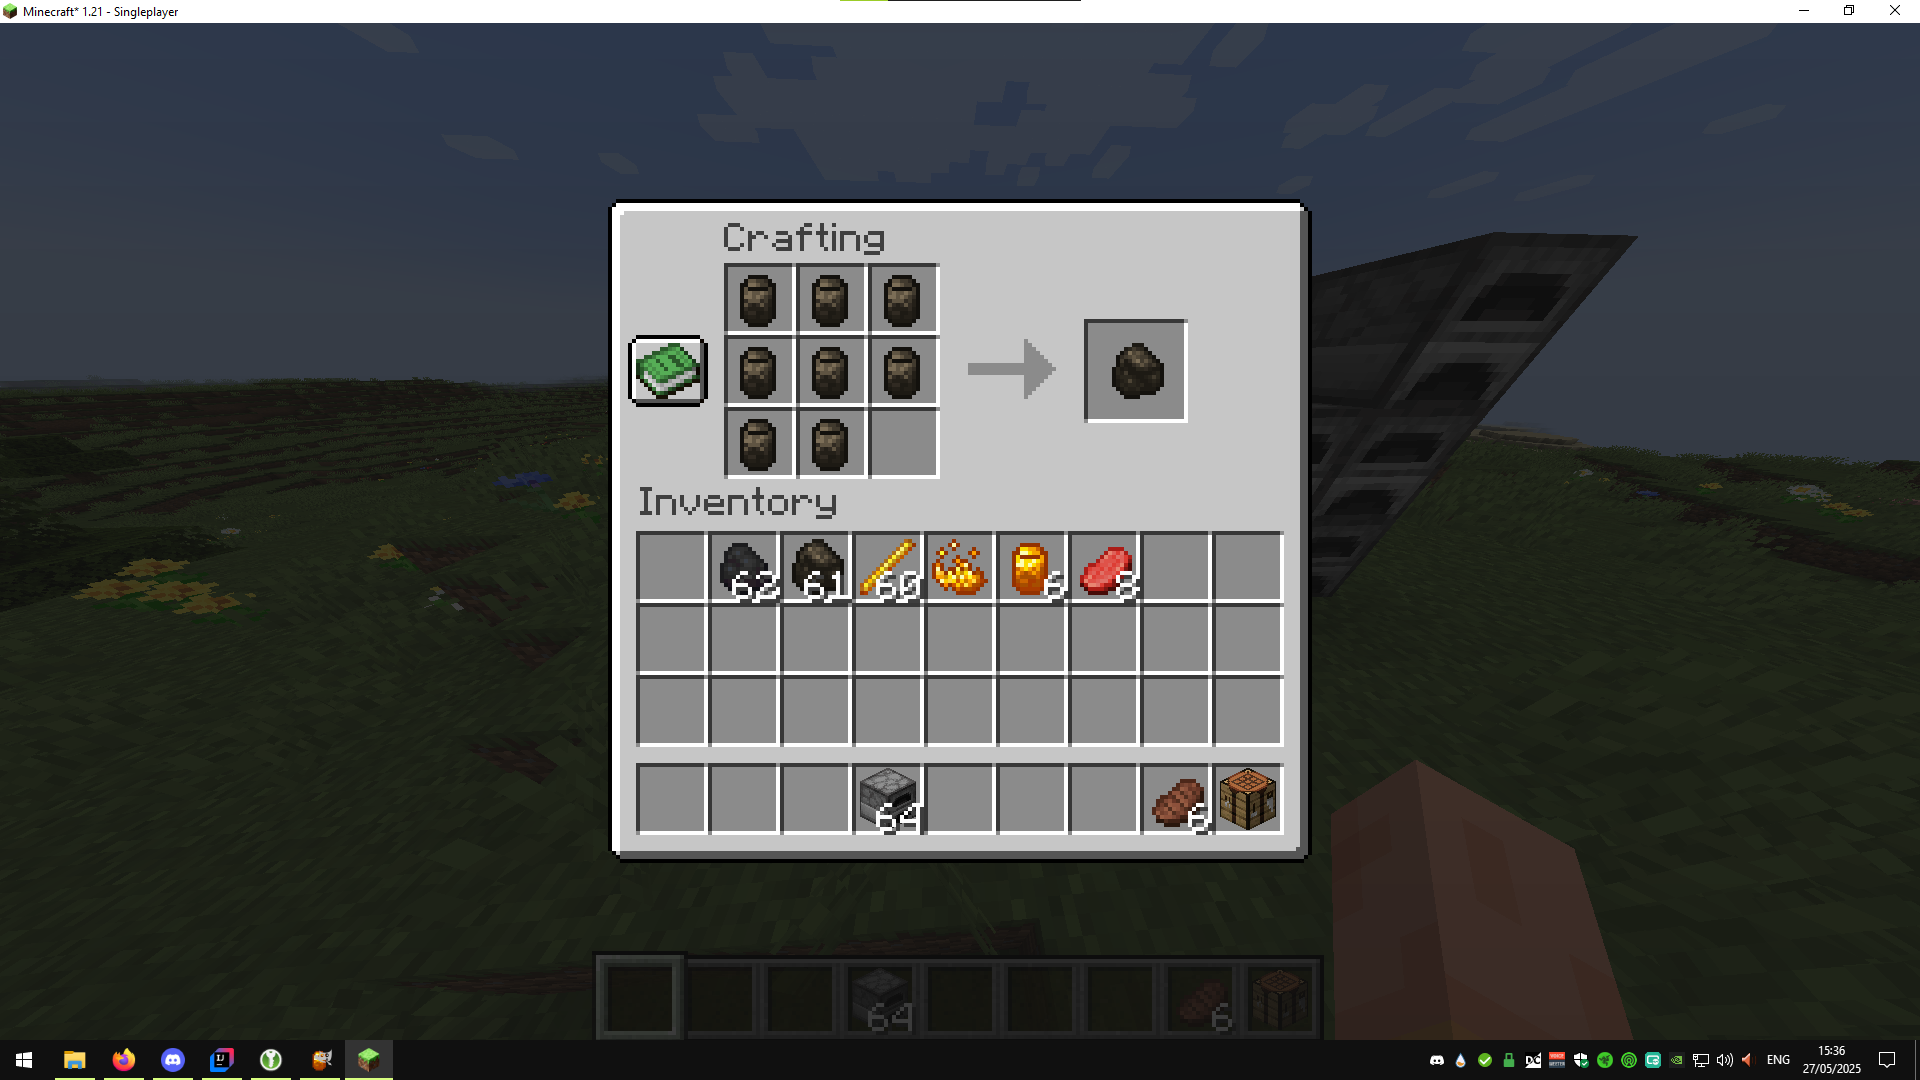 Minecraft* 1.21 - Singleplayer
Crafting
Inventory
62 61 60 6 8
64 6
64 6
ENG
15:36
27/05/2025